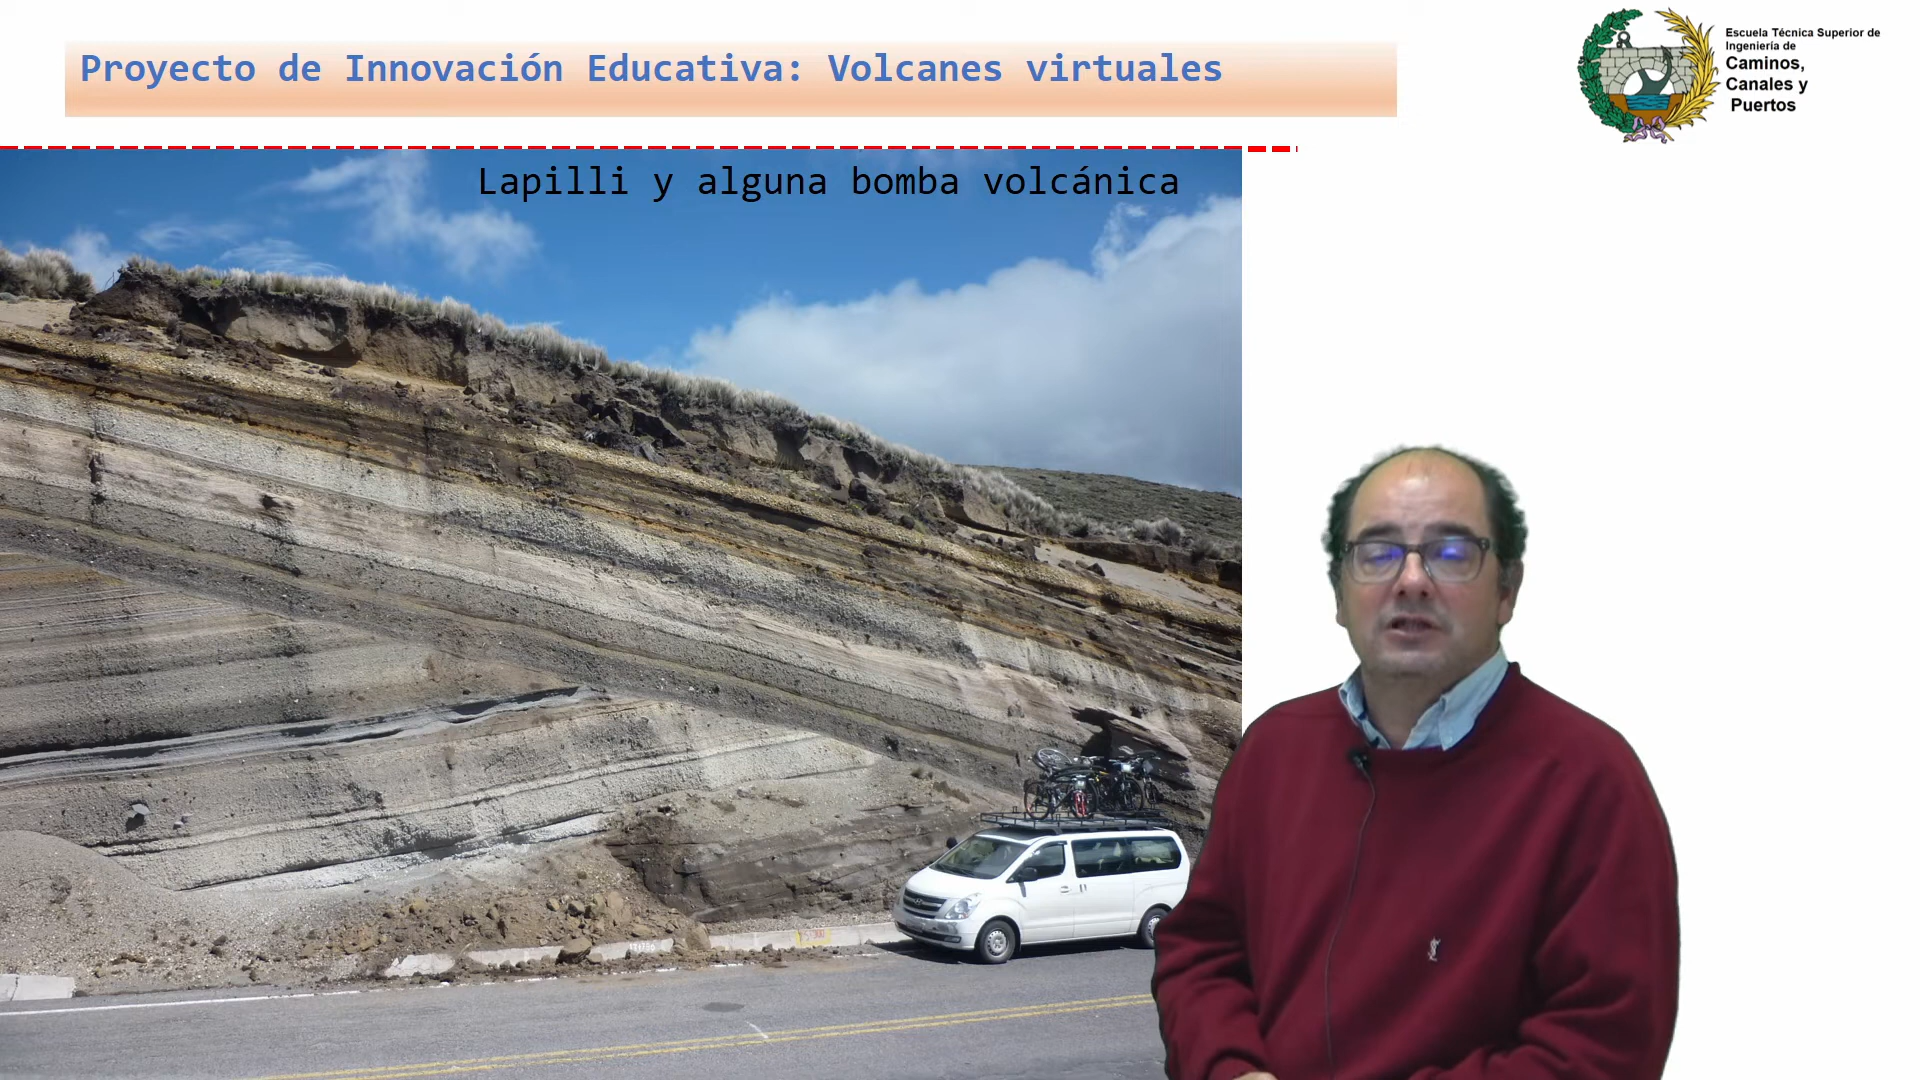 Proyecto de Innovación Educativa: Volcanes virtuales
Escuela Técnica Superior de
Ingeniería de
Caminos,
Canales y
Puertos
Lapilli y alguna bomba volcánica